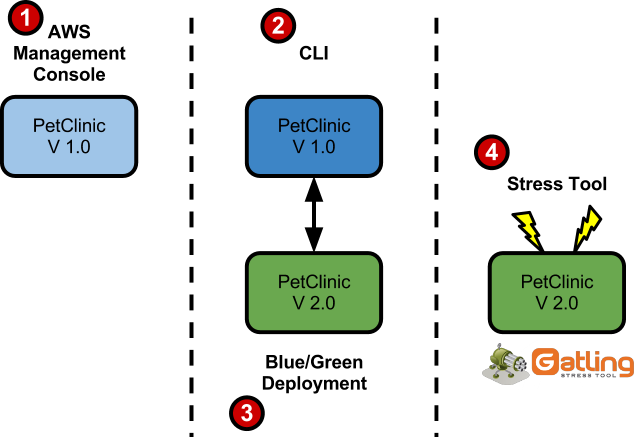 1
AWS
Management
Console
PetClinic
V 1.0
2
CLI
PetClinic
V 1.0
PetClinic
V 2.0
Blue/Green
Deployment
3
4
Stress Tool
PetClinic
V 2.0
Gatling
STRESS TOOL